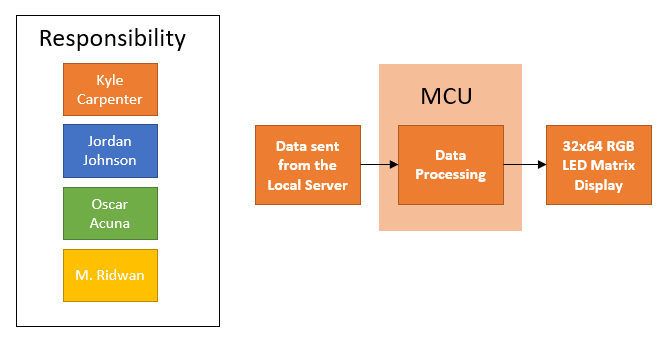 Responsibility
Kyle
Carpenter
Jordan
Johnson
Oscar
Acuna
M. Ridwan
MCU
Data sent
from the
Local Server
Data
Processing
32x64 RGB
LED Matrix
Display